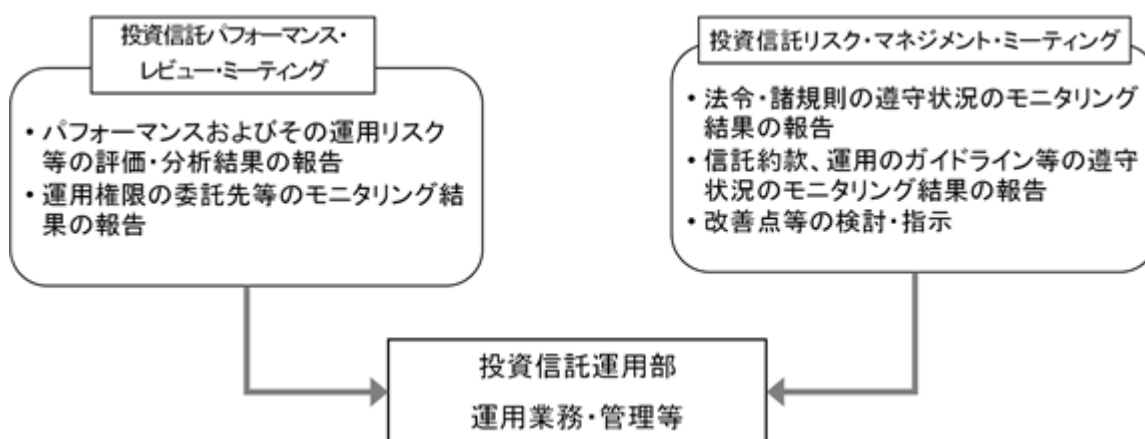 投資信託パフォーマンス・
レビュー・ミーティング
・パフォーマンスおよびその運用リスク
等の評価・分析結果の報告
・運用権限の委託先等のモニタリング結
果の報告
投資信託リスク・マネジメント・ミーティング
・法令・諸規則の遵守状況のモニタリング
結果の報告
・信託約款、運用のガイドライン等の遵守
状況のモニタリング結果の報告
・改善点等の検討・指示
投資信託運用部
運用業務・管理等